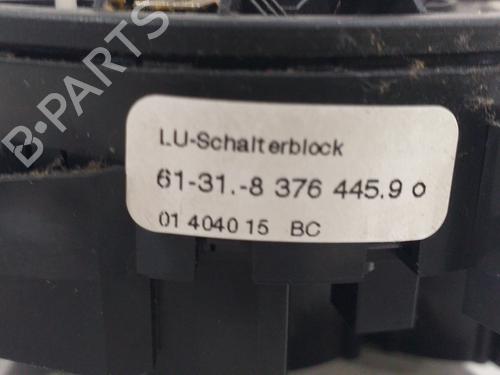 B-PARTS
LU-Schalterblock
61-31.-8 376 445.9 o
01 4040 15 BC